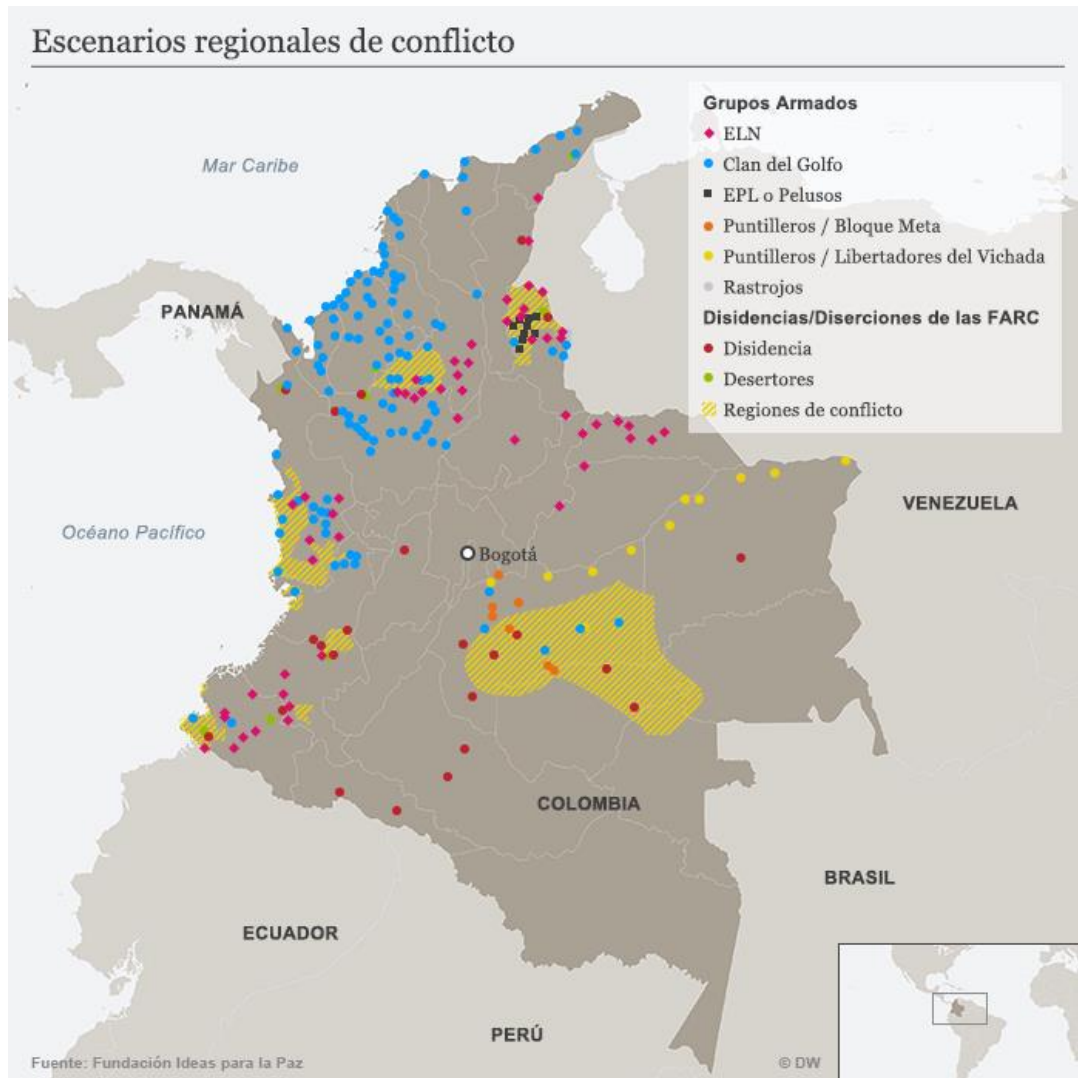 Escenarios regionales de conflicto
Grupos Armados
ELN
Clan del Golfo
EPL o Pelusos
Puntilleros / Bloque Meta
Puntilleros / Libertadores del Vichada
Rastrojos
Disidencias/Diserciones de las FARC
Disidencia
Desertores
Regiones de conflicto
Mar Caribe
PANAMÁ
VENEZUELA
Océano Pacífico
Bogotá
COLOMBIA
BRASIL
ECUADOR
PERÚ
Fuente: Fundación Ideas para la Paz
© DW